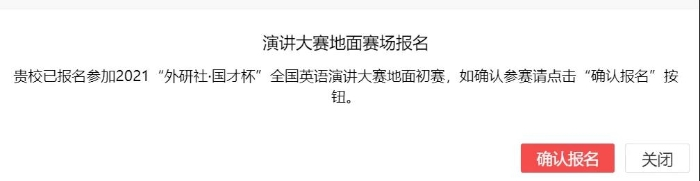 演讲大赛地面赛场报名
贵校已报名参加2021“外研社·国才杯”全国英语演讲大赛地面初赛，如确认参赛请点击“确认报名”按
钮。
确认报名 关闭